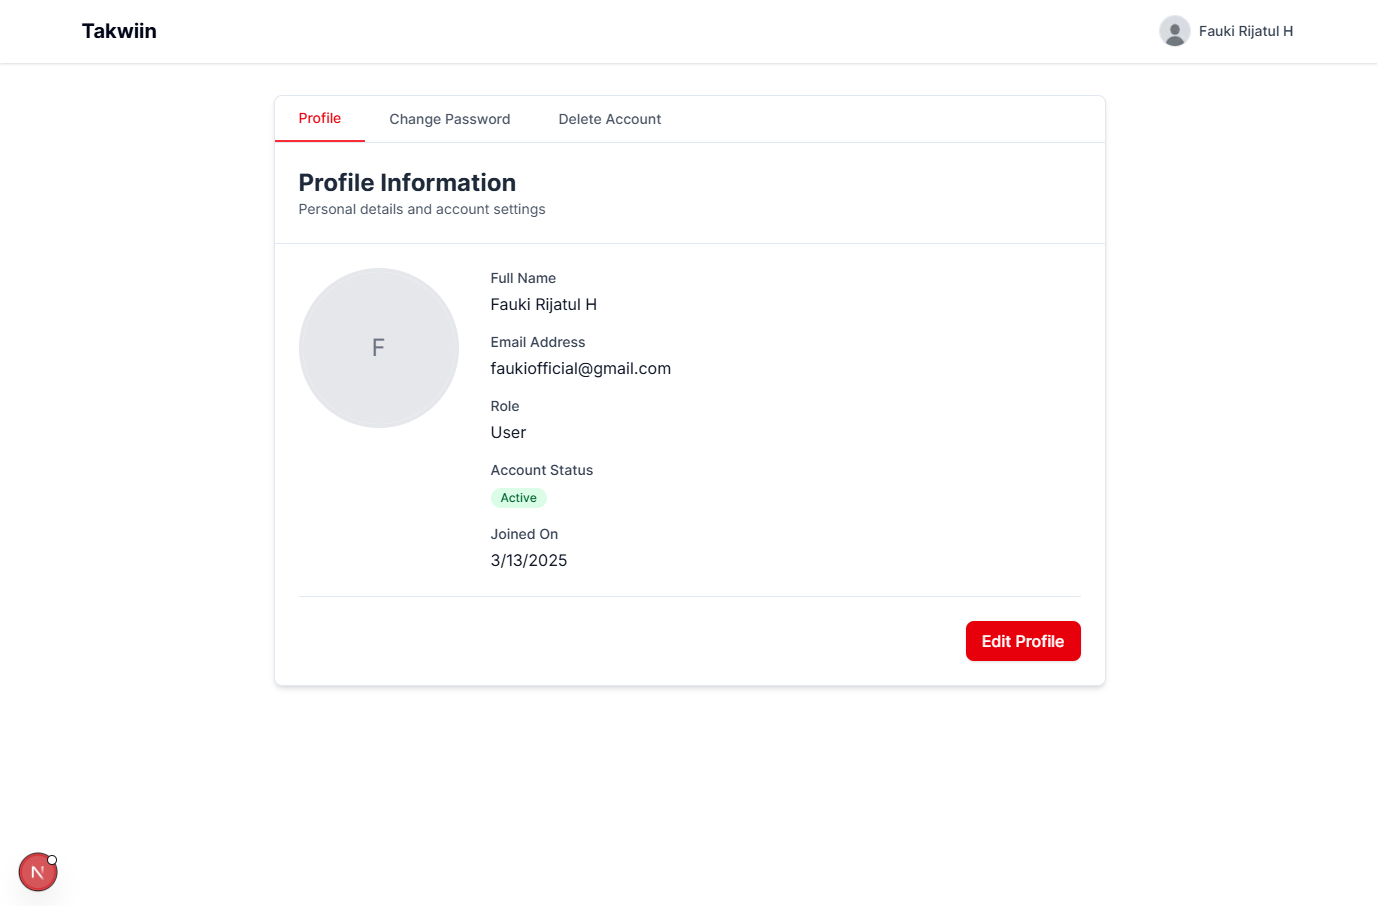 Takwiin
Fauki Rijatul H
Profile
Change Password
Delete Account
Profile Information
Personal details and account settings
F
Full Name
Fauki Rijatul H
Email Address
faukiofficial@gmail.com
Role
User
Account Status
Active
Joined On
3/13/2025
Edit Profile
N